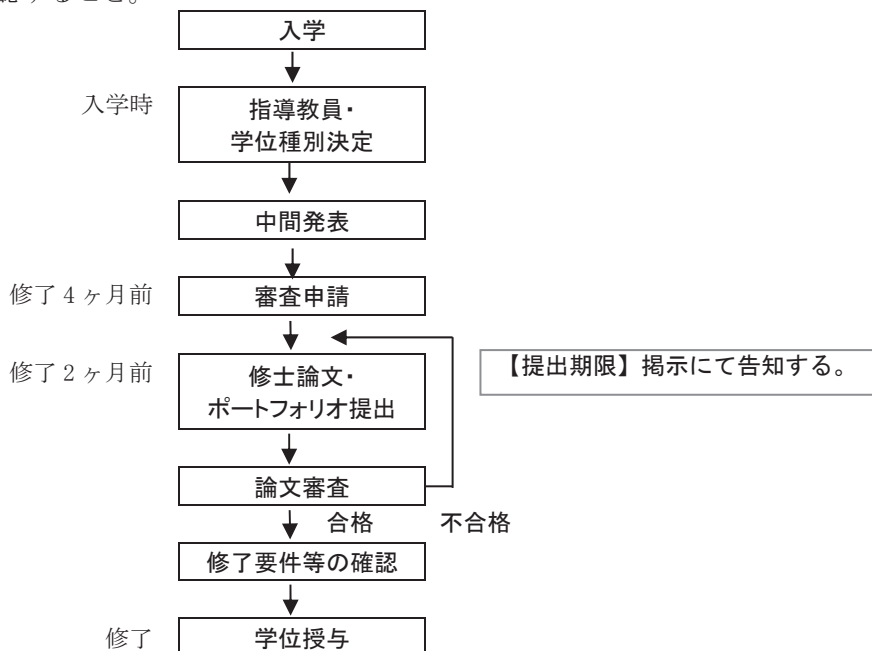 すること。
入学
入学時
指導教員・
学位種別決定
中間発表
修了4ヶ月前
審査申請
修了2ヶ月前
修士論文・
ポートフォリオ提出
【提出期限】掲示にて告知する。
論文審査
合格
不合格
修了要件等の確認
修了
学位授与